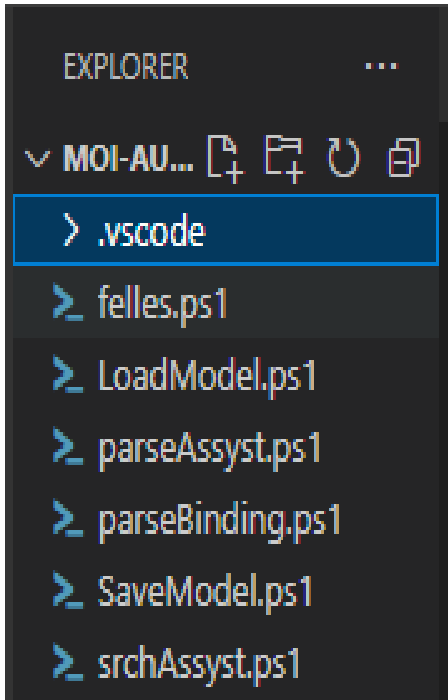 EXPLORER ...
MOI-AU...
.vscode
felles.ps1
LoadModel.ps1
parseAssyst.ps1
parseBinding.ps1
SaveModel.ps1
srchAssyst.ps1